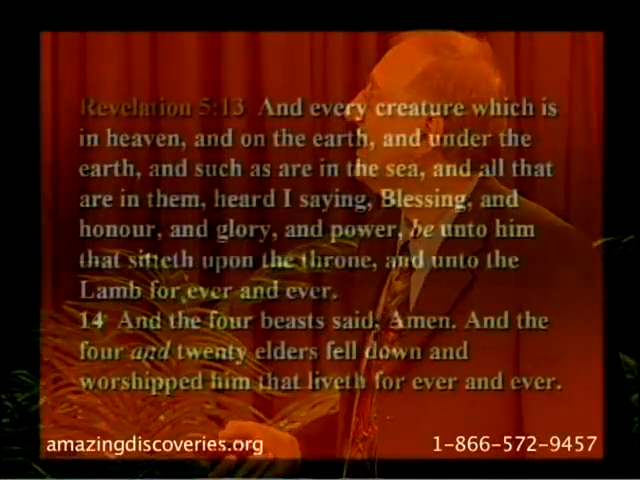 Revelation 5:13 And every creature which is
in heaven, and on the earth, and under the
earth, and such as are in the sea, and all that
are in them, heard I saying, Blessing, and
honour, and glory, and power, be unto him
that sitteth upon the throne, and unto the
Lamb for ever and ever.
14 And the four beasts said, Amen. And the
four and twenty elders fell down and
worshipped him that liveth for ever and ever.
amazingdiscoveries.org
1-866-572-9457